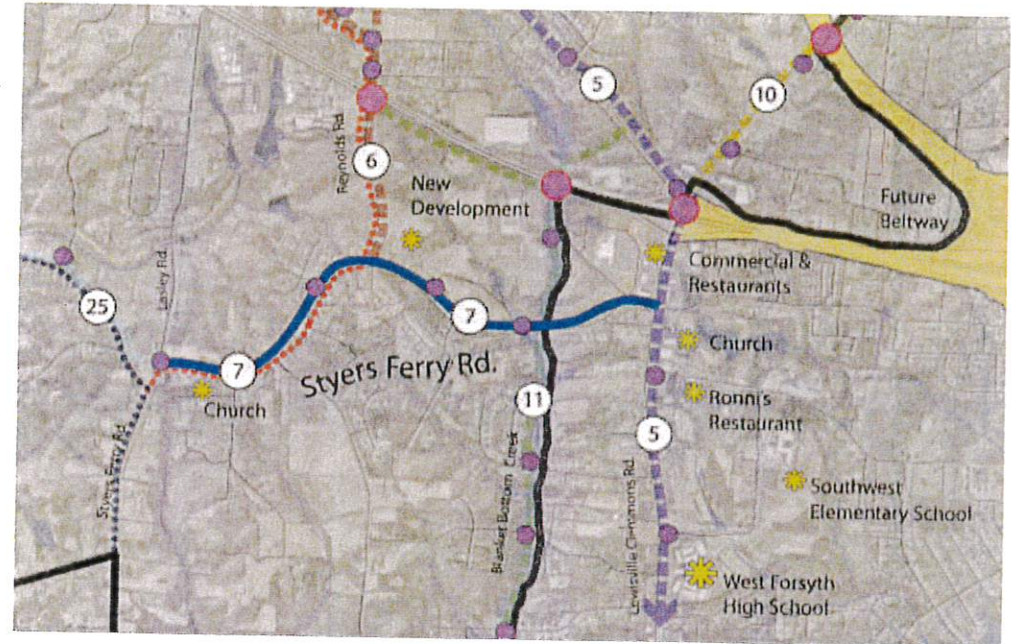 5
10
Reynolds Rd.
6
New
Development
Future
Beltway
Commercial &
Restaurants
Lasley Rd.
25
7
7
Styers Ferry Rd.
Church
Church
11
Ronni's
Restaurant
Styers Ferry Rd.
5
Blanket Bottom Creek
Lewisville Clemmons Rd.
Southwest
Elementary School
West Forsyth
High School